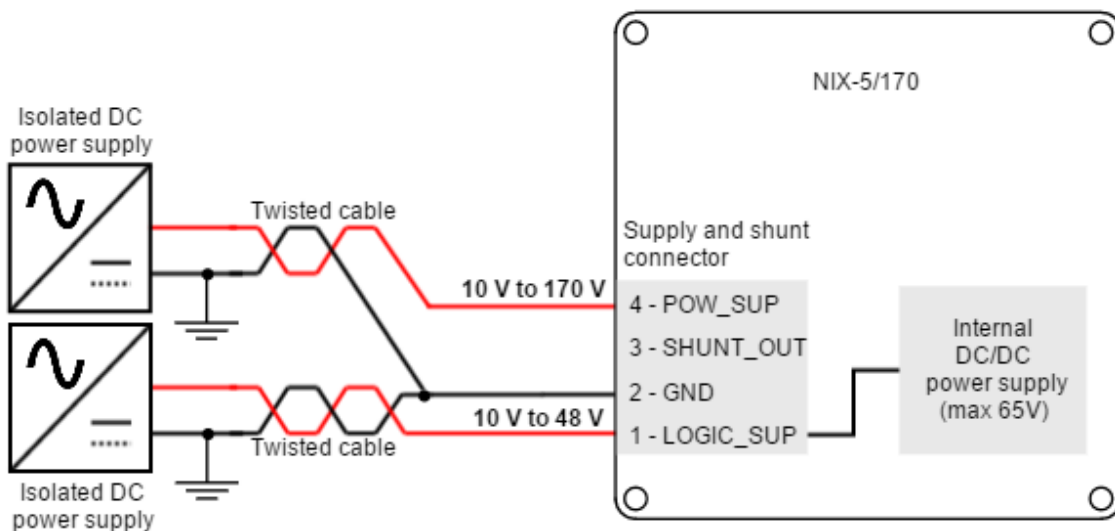 NIX-5/170
Isolated DC
power supply
Twisted cable
Supply and shunt
connector
10 V to 170 V
4 - POW_SUP
3 - SHUNT_OUT
2 - GND
10 V to 48 V
1 - LOGIC_SUP
Internal
DC/DC
power supply
(max 65V)
Twisted cable
Isolated DC
power supply